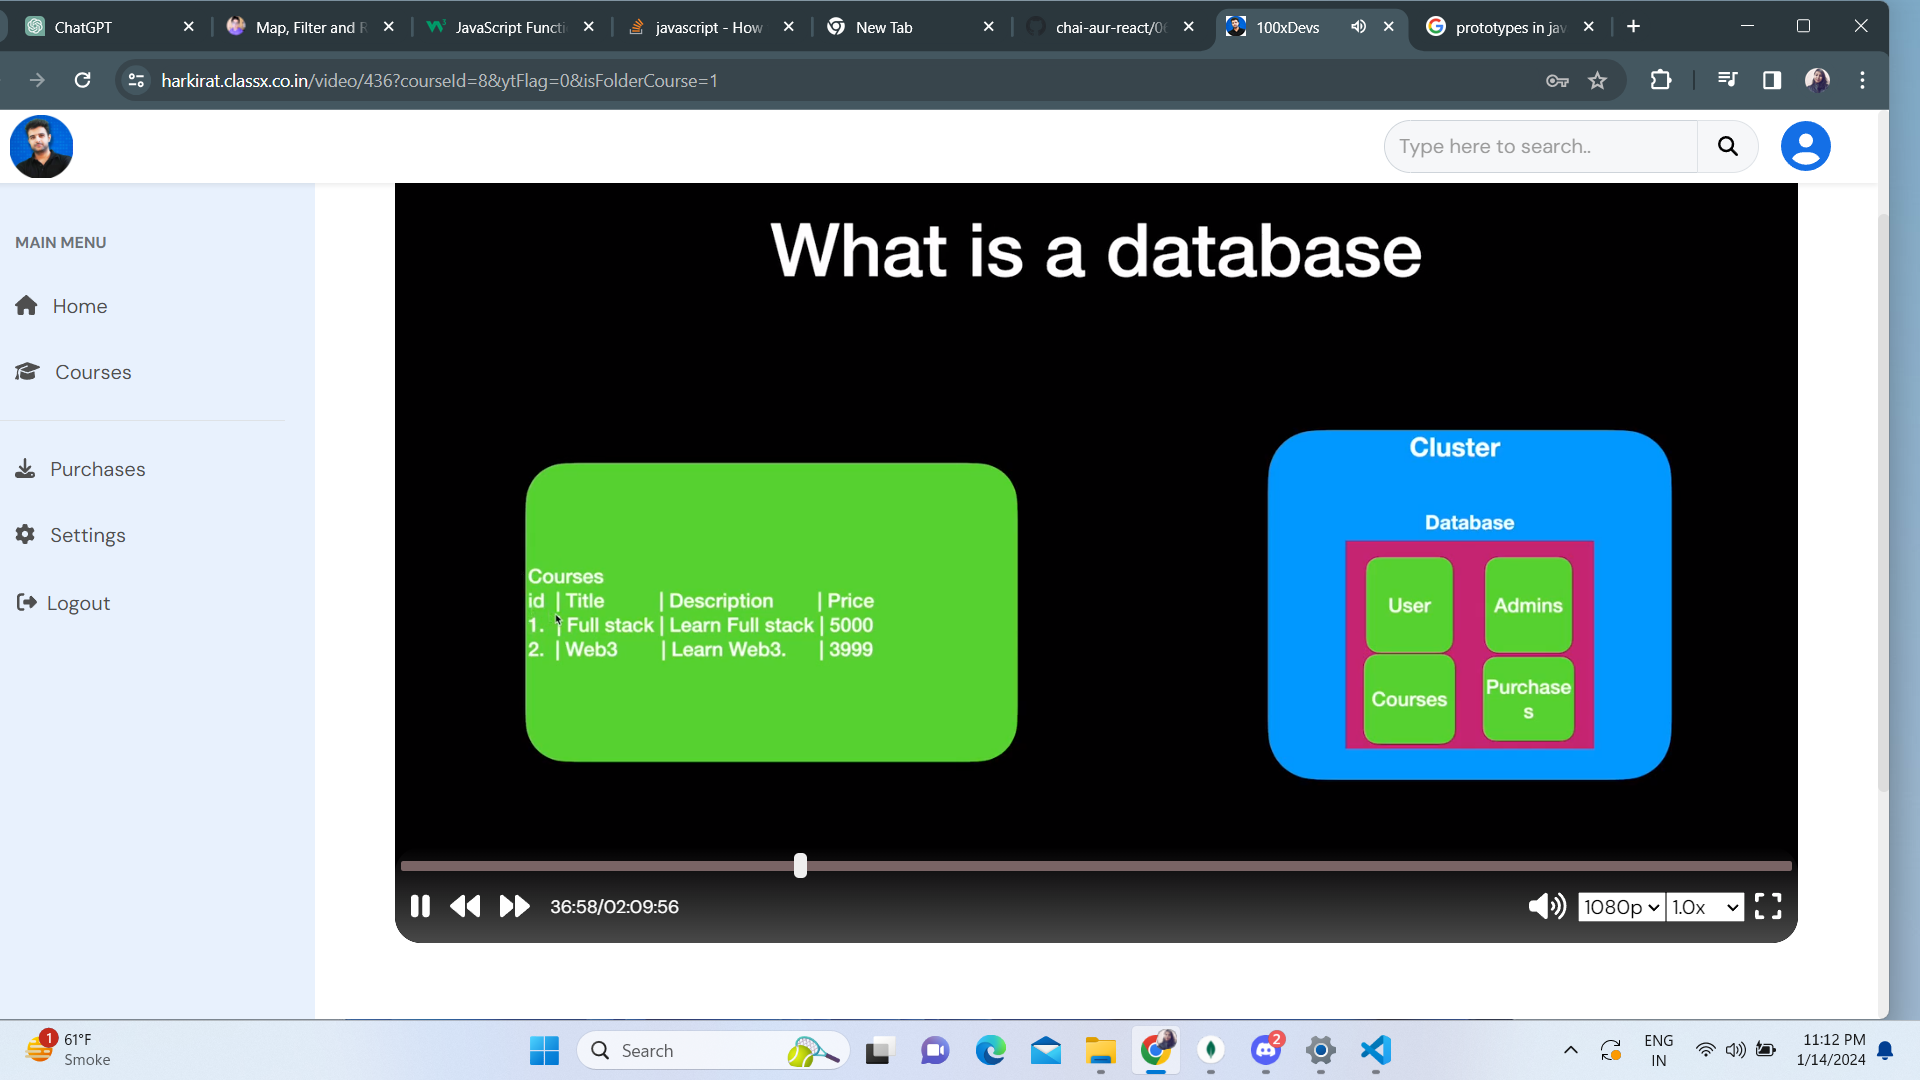 ChatGPT
Map, Filter and R
JavaScript Functi
javascript - How
New Tab
chai-aur-react/06
100xDevs
prototypes in jav
harkirat.classx.co.in/video/436?courseId=8&ytFlag=0&isFolderCourse=1
Type here to search..
MAIN MENU
Home
Courses
Purchases
Settings
Logout
What is a database
Courses
id | Title | Description | Price
1. | Full stack | Learn Full stack | 5000
2. | Web3 | Learn Web3. | 3999
Cluster
Database
User
Admins
Courses
Purchase
s
36:58/02:09:56
1080p
1.0x
1
61°F
Smoke
Search
2
ENG
IN
11:12 PM
1/14/2024